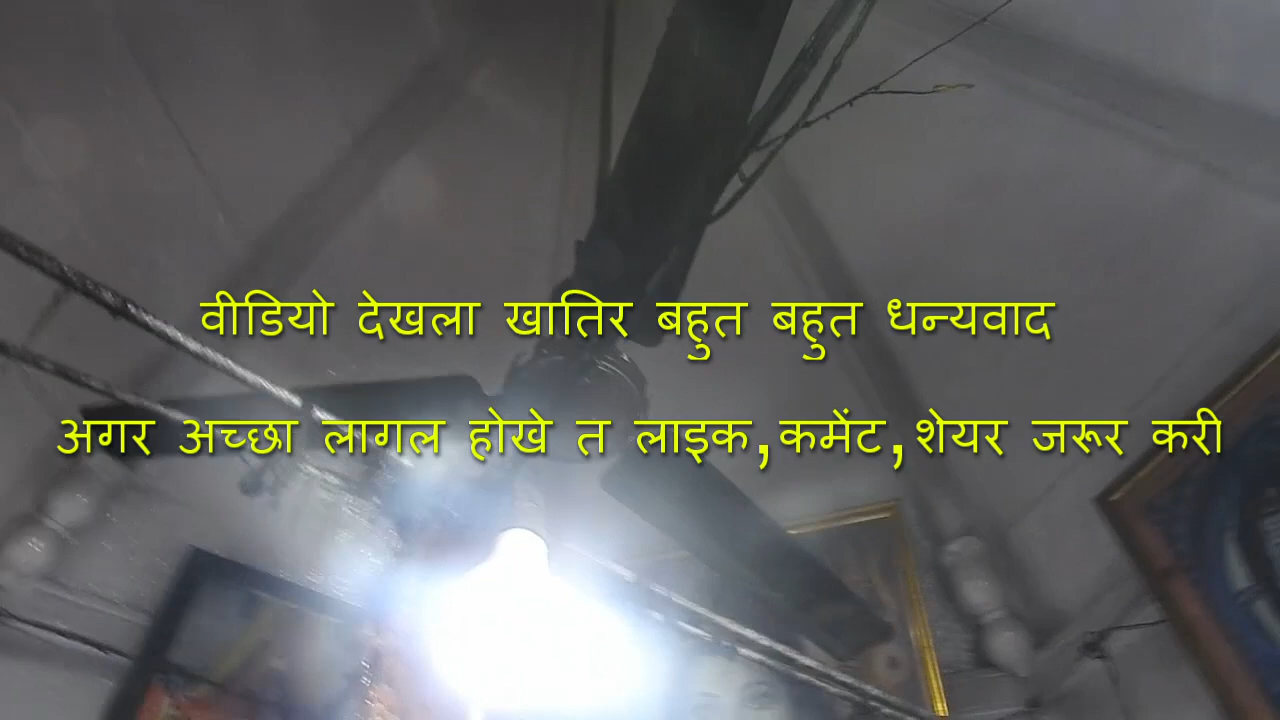 वीडियो देखला खातिर बहुत बहुत धन्यवाद
अगर अच्छा लागल होखे त लाइक,कमेंट,शेयर जरूर करी